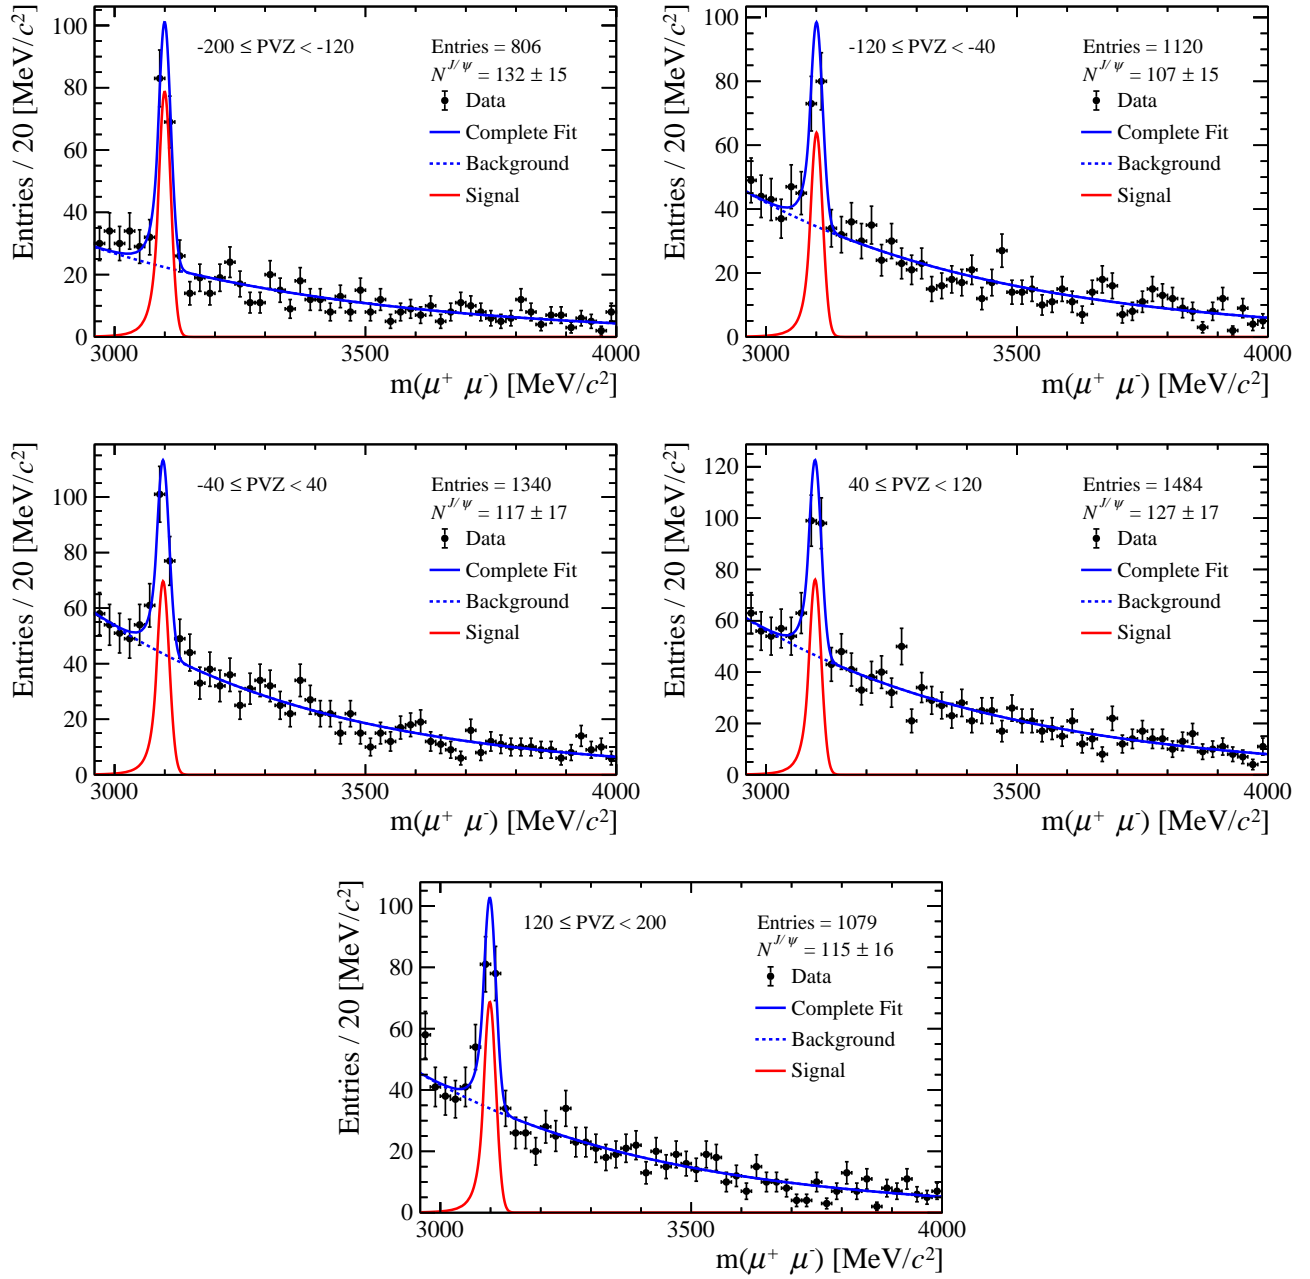 Entries / 20 [MeV/c²]
100
80
60
40
20
0
-200 ≤ PVZ < -120
Entries = 806
N^{J/ψ} = 132 ± 15
Data
Complete Fit
Background
Signal
3000 3500 4000
m(μ⁺ μ⁻) [MeV/c²]
Entries / 20 [MeV/c²]
100
80
60
40
20
0
-120 ≤ PVZ < -40
Entries = 1120
N^{J/ψ} = 107 ± 15
Data
Complete Fit
Background
Signal
3000 3500 4000
m(μ⁺ μ⁻) [MeV/c²]
Entries / 20 [MeV/c²]
100
80
60
40
20
0
-40 ≤ PVZ < 40
Entries = 1340
N^{J/ψ} = 117 ± 17
Data
Complete Fit
Background
Signal
3000 3500 4000
m(μ⁺ μ⁻) [MeV/c²]
Entries / 20 [MeV/c²]
120
100
80
60
40
20
0
40 ≤ PVZ < 120
Entries = 1484
N^{J/ψ} = 127 ± 17
Data
Complete Fit
Background
Signal
3000 3500 4000
m(μ⁺ μ⁻) [MeV/c²]
Entries / 20 [MeV/c²]
100
80
60
40
20
0
120 ≤ PVZ < 200
Entries = 1079
N^{J/ψ} = 115 ± 16
Data
Complete Fit
Background
Signal
3000 3500 4000
m(μ⁺ μ⁻) [MeV/c²]